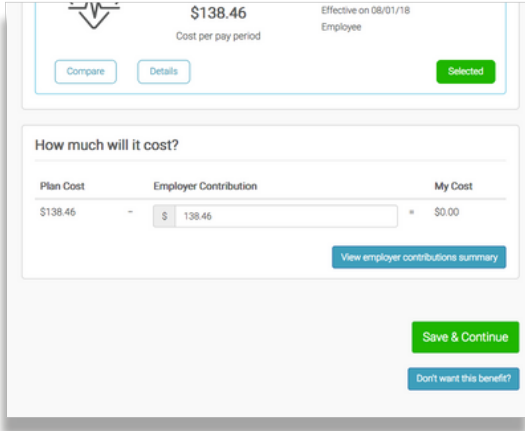 $138.46
Cost per pay period
Effective on 08/01/18
Employee
Compare
Details
Selected
How much will it cost?
Plan Cost Employer Contribution My Cost
$138.46 - $ 138.46 = $0.00
View employer contributions summary
Save & Continue
Don't want this benefit?